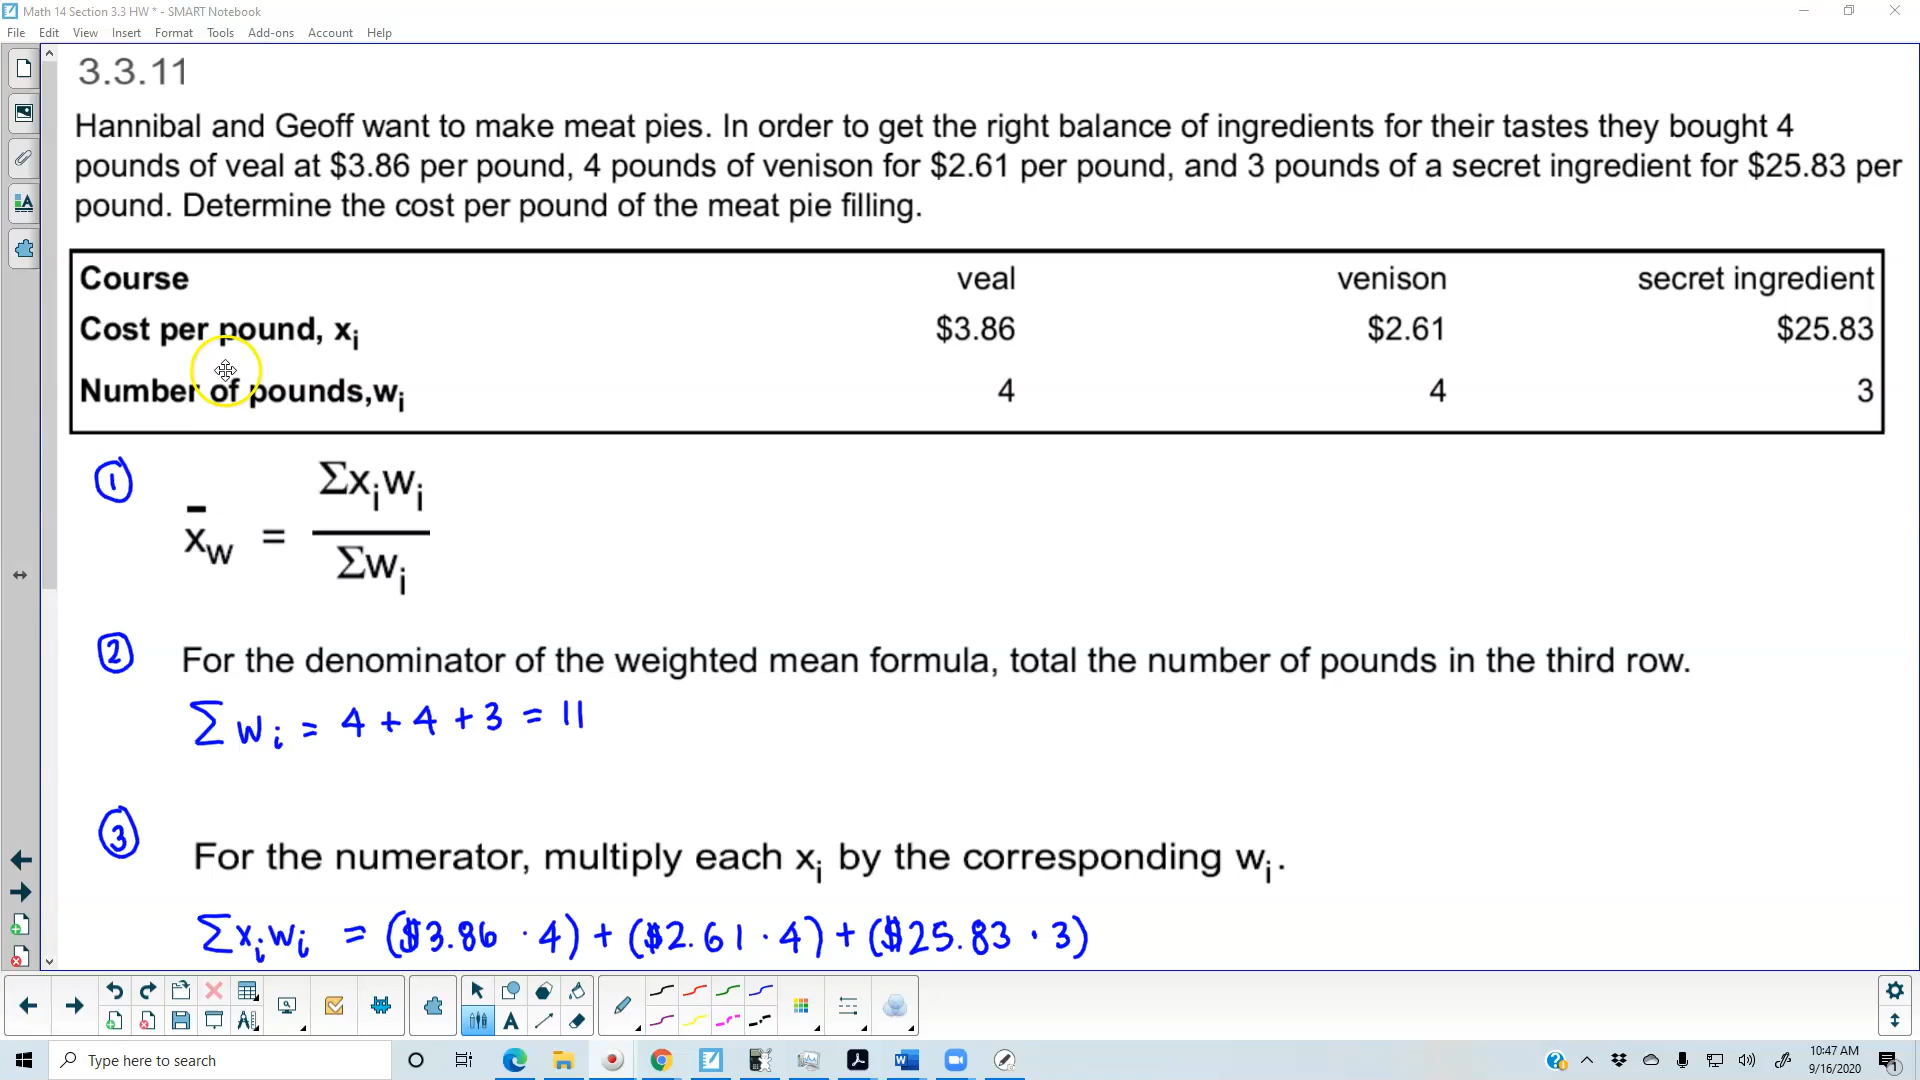 Math 14 Section 3.3 HW * - SMART Notebook
File Edit View Insert Format Tools Add-ons Account Help
3.3.11
Hannibal and Geoff want to make meat pies. In order to get the right balance of ingredients for their tastes they bought 4
pounds of veal at $3.86 per pound, 4 pounds of venison for $2.61 per pound, and 3 pounds of a secret ingredient for $25.83 per
pound. Determine the cost per pound of the meat pie filling.
Course veal venison secret ingredient
Cost per pound, xᵢ $3.86 $2.61 $25.83
Number of pounds,wᵢ 4 4 3
① x̄w = Σxᵢwᵢ / Σwᵢ
② For the denominator of the weighted mean formula, total the number of pounds in the third row.
Σ wᵢ = 4 + 4 + 3 = 11
③ For the numerator, multiply each xᵢ by the corresponding wᵢ.
Σxᵢwᵢ = ($3.86 · 4) + ($2.61 · 4) + ($25.83 · 3)
Type here to search
10:47 AM
9/16/2020